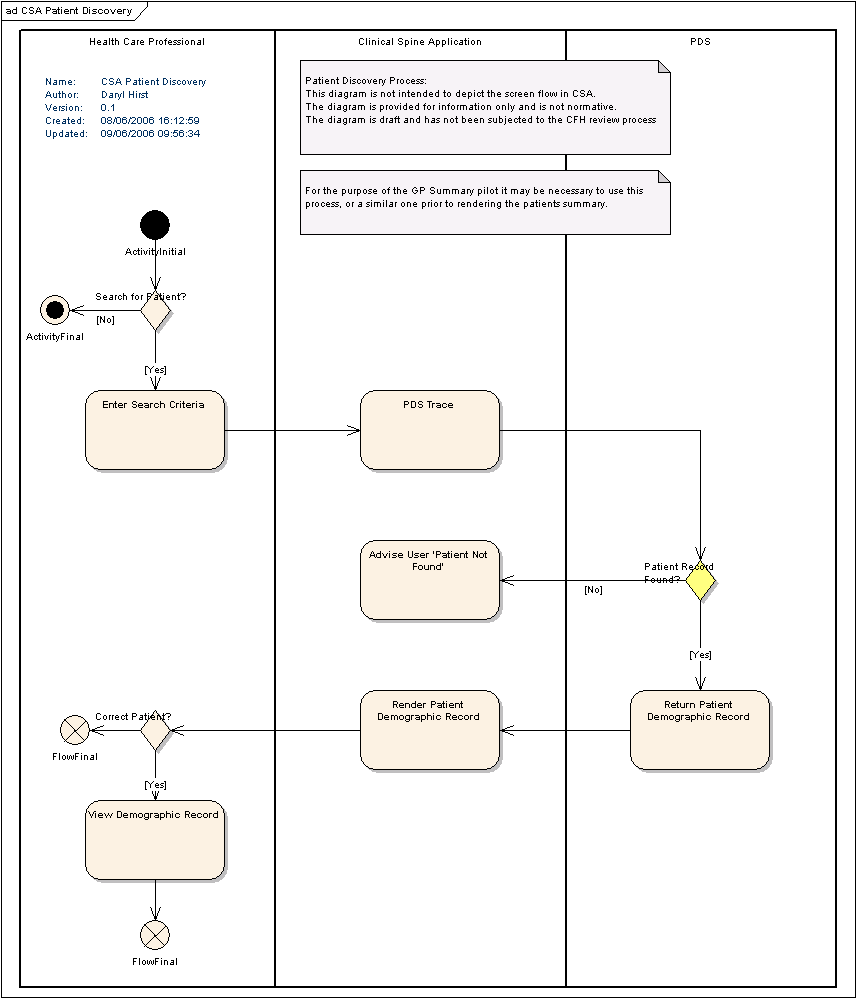 ad CSA Patient Discovery
Health Care Professional
Clinical Spine Application
PDS
Name: CSA Patient Discovery
Author: Daryl Hirst
Version: 0.1
Created: 08/06/2006 16:12:59
Updated: 09/06/2006 09:56:34
Patient Discovery Process:
This diagram is not intended to depict the screen flow in CSA.
The diagram is provided for information only and is not normative.
The diagram is draft and has not been subjected to the CFH review process
For the purpose of the GP Summary pilot it may be necessary to use this
process, or a similar one prior to rendering the patients summary.
ActivityInitial
Search for Patient?
[No]
ActivityFinal
[Yes]
Enter Search Criteria
PDS Trace
Advise User 'Patient Not
Found'
Patient Record
Found?
[No]
[Yes]
Return Patient
Demographic Record
Render Patient
Demographic Record
Correct Patient?
FlowFinal
[Yes]
View Demographic Record
FlowFinal